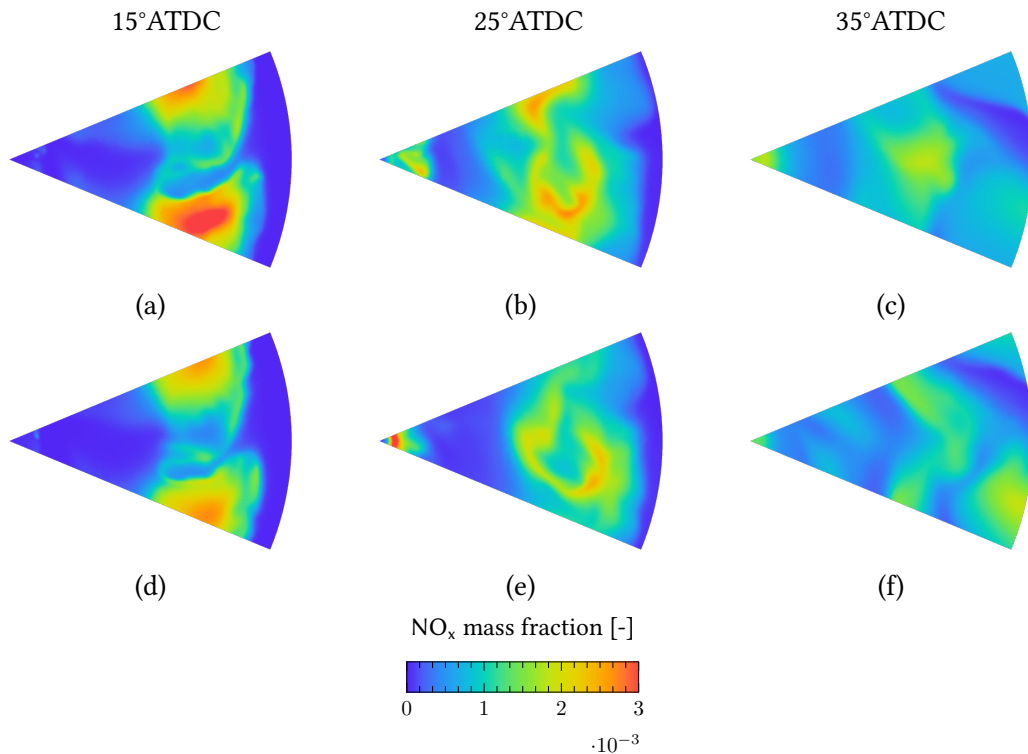 15°ATDC 25°ATDC 35°ATDC
(a) (b) (c)
(d) (e) (f)
NOₓ mass fraction [-]
0 1 2 3
·10⁻³